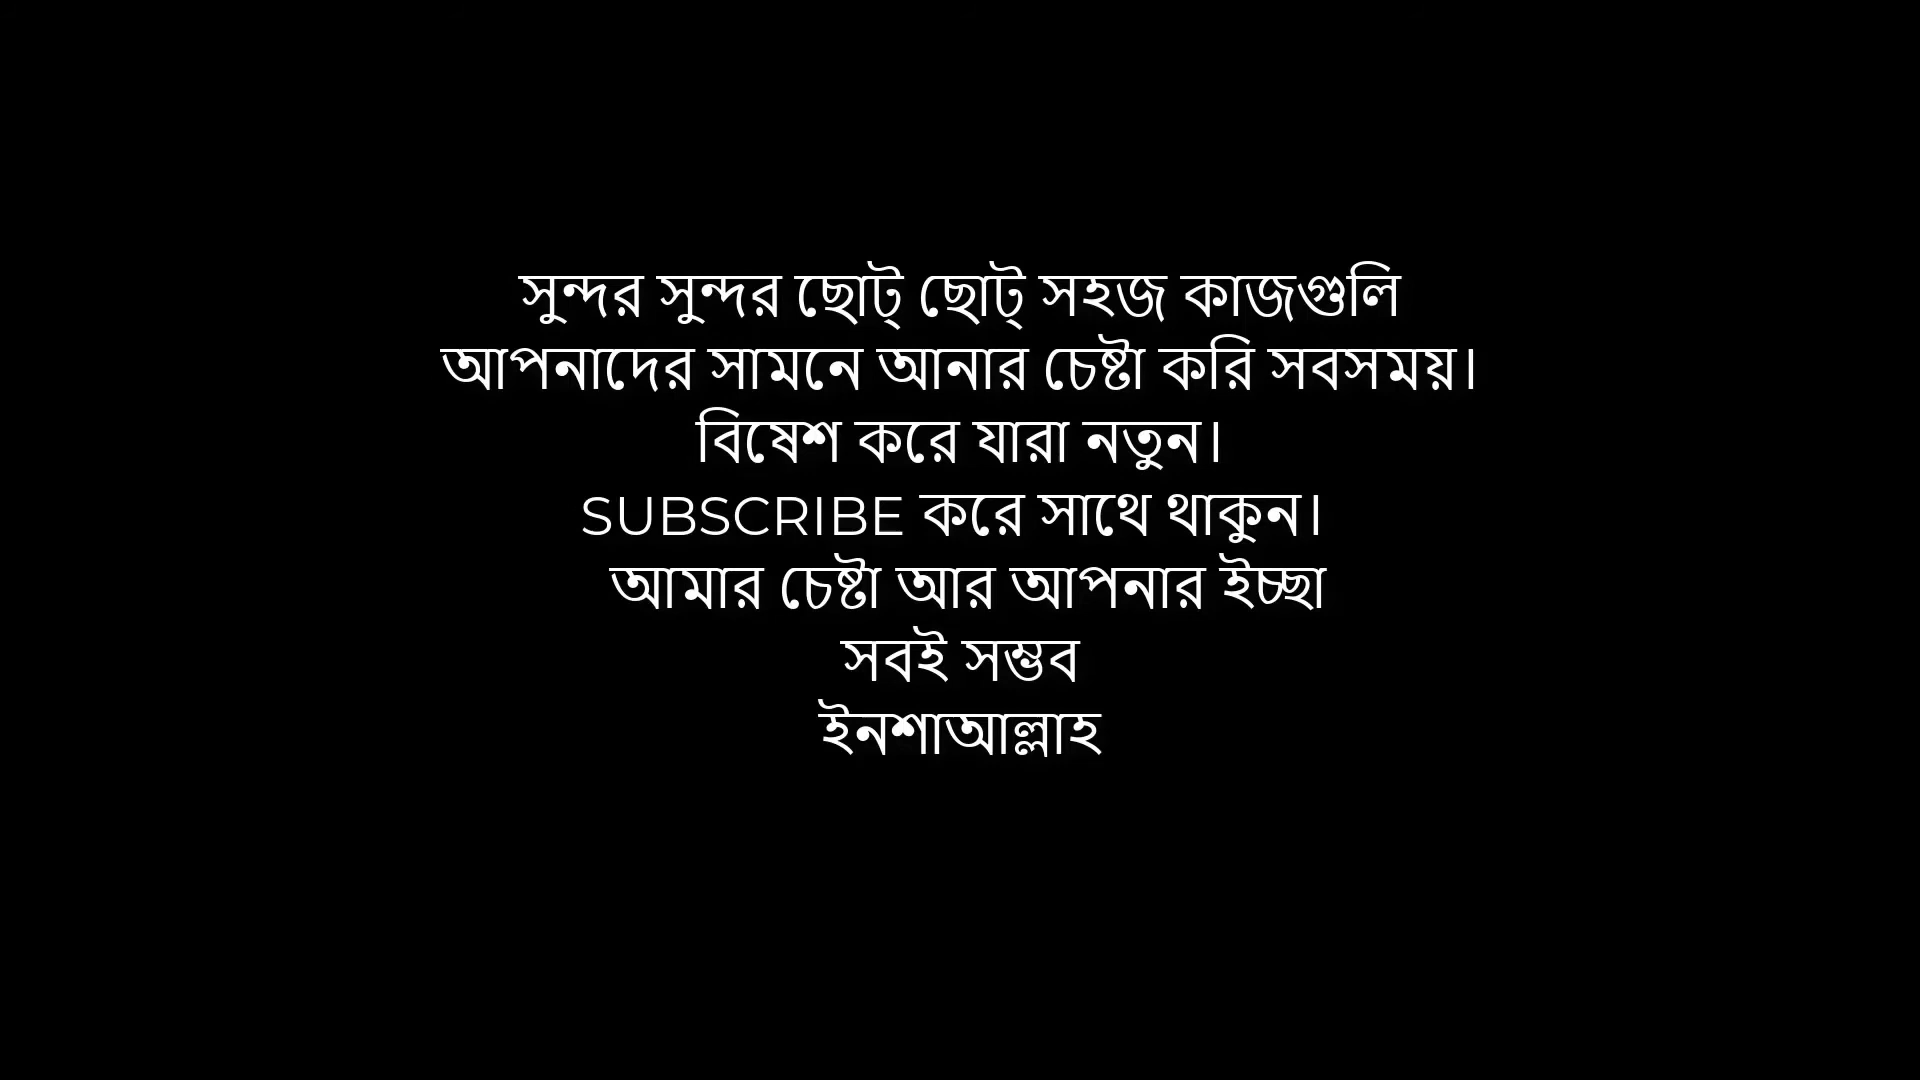 সুন্দর সুন্দর ছোট্ ছোট্ সহজ কাজগুলি
আপনাদের সামনে আনার চেষ্টা করি সবসময়।
বিষেশ করে যারা নতুন।
SUBSCRIBE করে সাথে থাকুন।
আমার চেষ্টা আর আপনার ইচ্ছা
সবই সম্ভব
ইনশাআল্লাহ